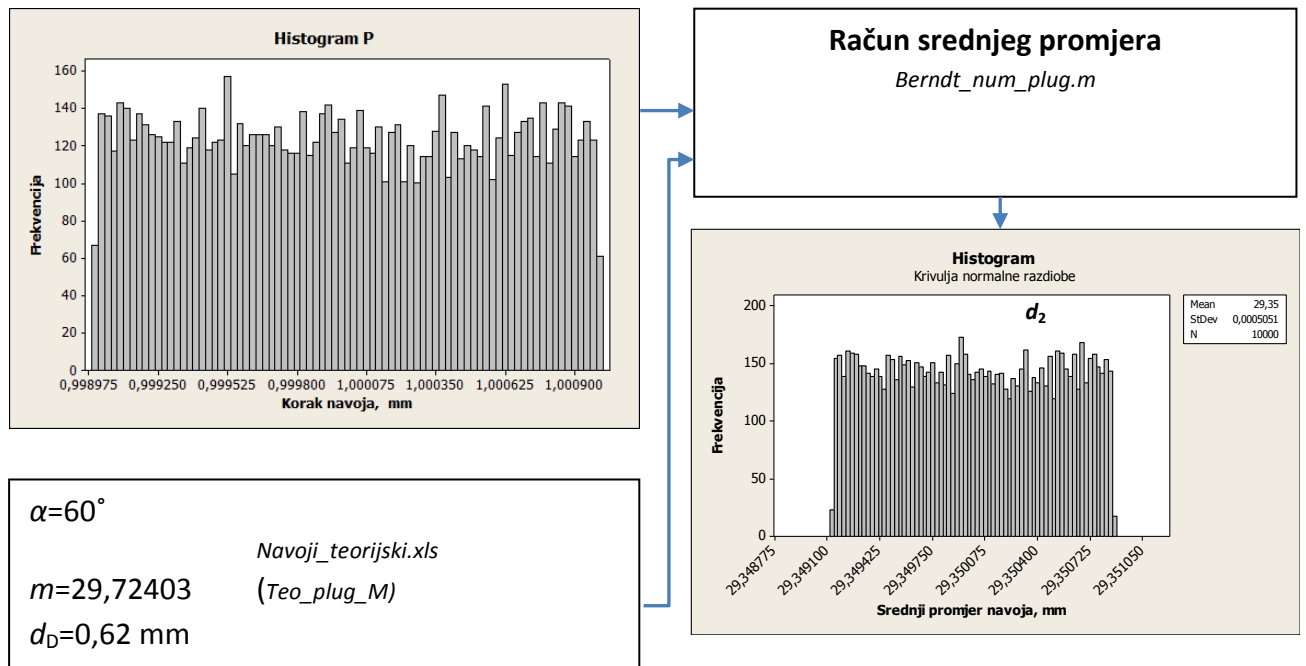 Histogram P
Frekvencija
160
140
120
100
80
60
40
20
0
0,998975 0,999250 0,999525 0,999800 1,000075 1,000350 1,000625 1,000900
Korak navoja, mm
Račun srednjeg promjera
Berndt_num_plug.m
Histogram
Krivulja normalne razdiobe
d2
Mean 29,35
StDev 0,0005051
N 10000
Frekvencija
200
150
100
50
0
29,348775 29,349100 29,349425 29,349750 29,350075 29,350400 29,350725 29,351050
Srednji promjer navoja, mm
α=60˚
Navoji_teorijski.xls
m=29,72403 (Teo_plug_M)
dD=0,62 mm